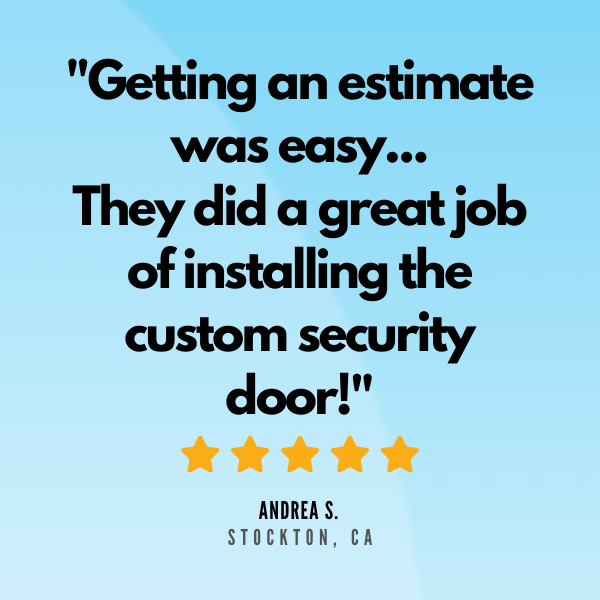 "Getting an estimate
was easy...
They did a great job
of installing the
custom security
door!"
ANDREA S.
STOCKTON, CA